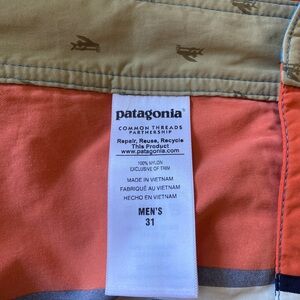 patagonia®
COMMON THREADS
PARTNERSHIP
Repair, Reuse, Recycle
This Product
www.patagonia.com
100% NYLON
EXCLUSIVE OF TRIM
MADE IN VIETNAM
FABRIQUÉ AU VIETNAM
HECHO EN VIETNAM
MEN'S
31